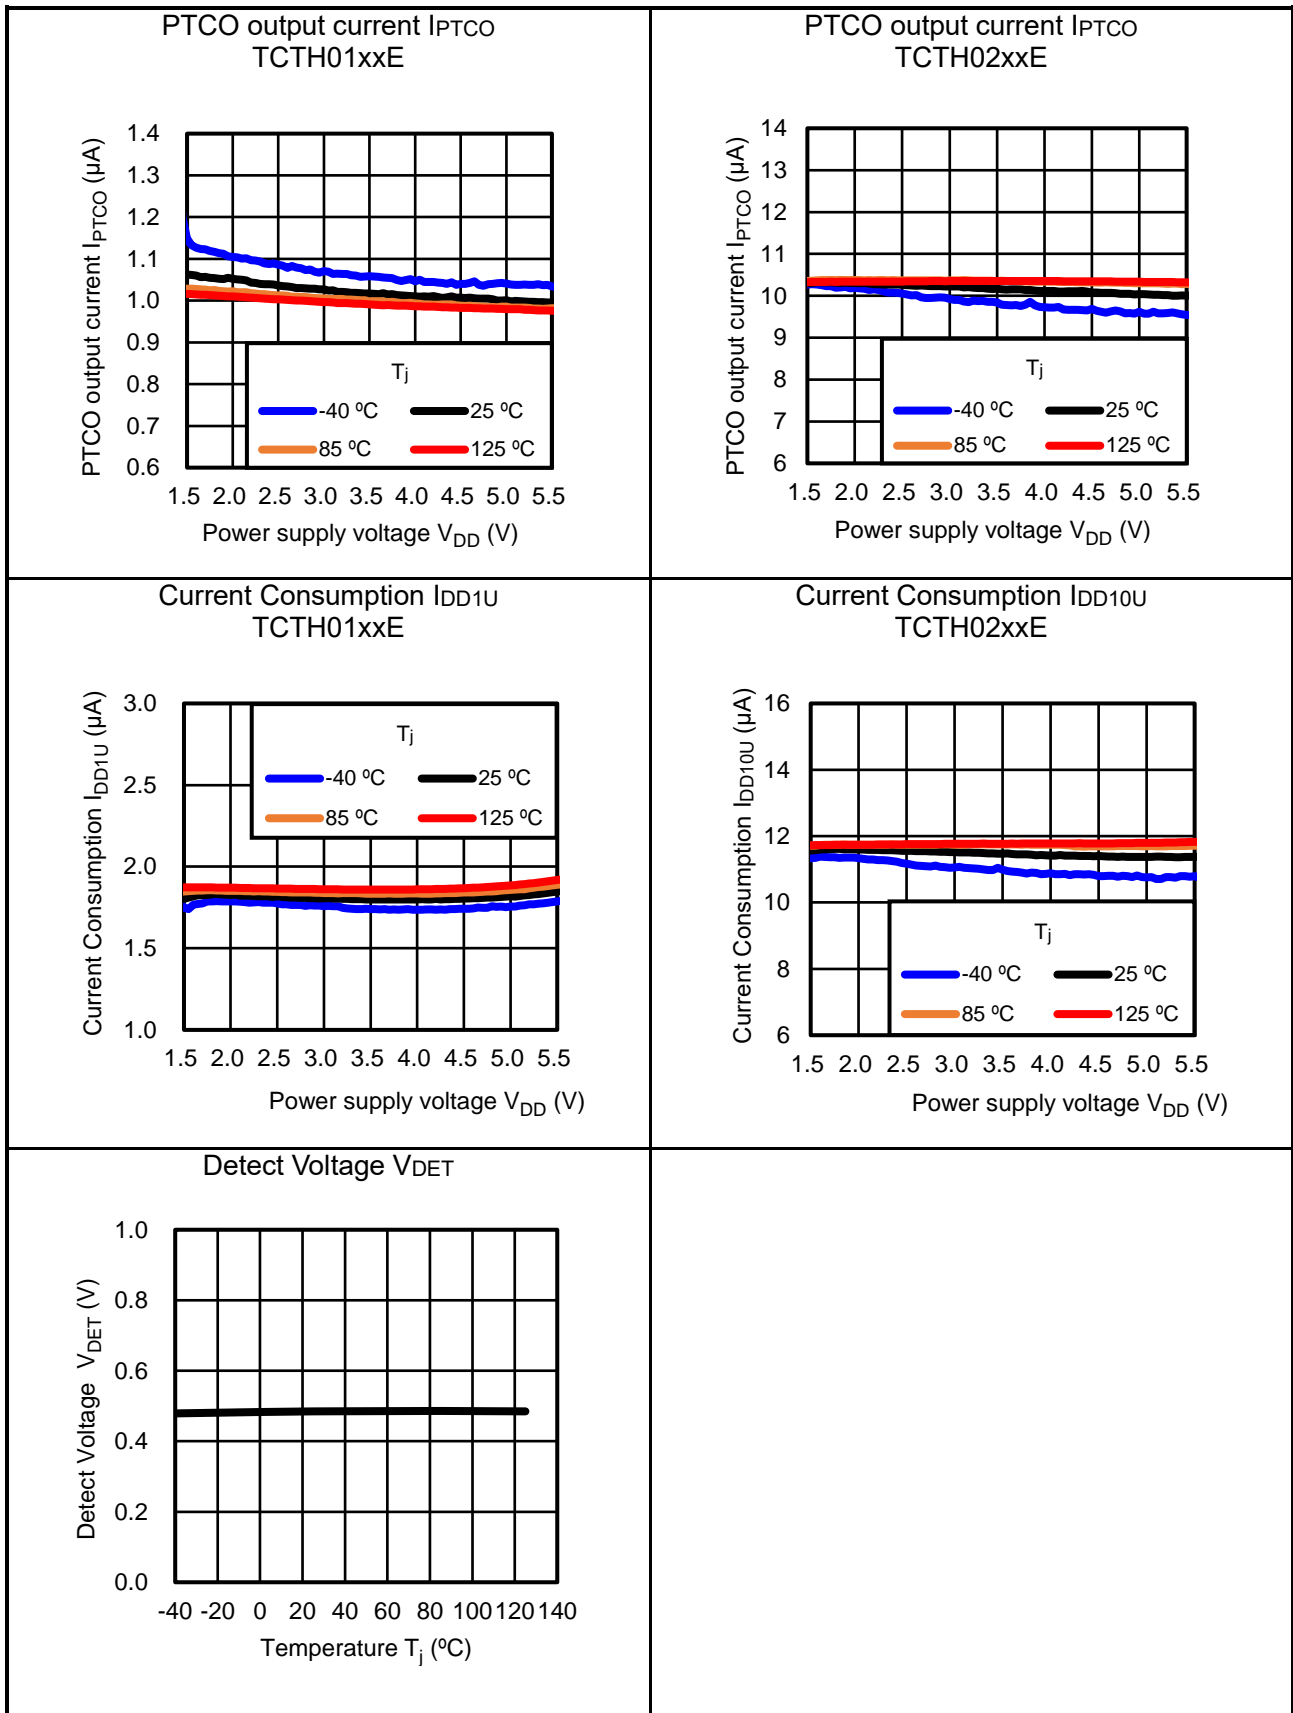 PTCO output current IPTCO
TCTH01xxE
PTCO output current IPTCO (µA)
1.4
1.3
1.2
1.1
1.0
0.9
0.8
0.7
0.6
Tj
-40 ºC
25 ºC
85 ºC
125 ºC
1.5 2.0 2.5 3.0 3.5 4.0 4.5 5.0 5.5
Power supply voltage VDD (V)
PTCO output current IPTCO
TCTH02xxE
PTCO output current IPTCO (µA)
14
13
12
11
10
9
8
7
6
Tj
-40 ºC
25 ºC
85 ºC
125 ºC
1.5 2.0 2.5 3.0 3.5 4.0 4.5 5.0 5.5
Power supply voltage VDD (V)
Current Consumption IDD1U
TCTH01xxE
Current Consumption IDD1U (µA)
3.0
2.5
2.0
1.5
1.0
Tj
-40 ºC
25 ºC
85 ºC
125 ºC
1.5 2.0 2.5 3.0 3.5 4.0 4.5 5.0 5.5
Power supply voltage VDD (V)
Current Consumption IDD10U
TCTH02xxE
Current Consumption IDD10U (µA)
16
14
12
10
8
6
Tj
-40 ºC
25 ºC
85 ºC
125 ºC
1.5 2.0 2.5 3.0 3.5 4.0 4.5 5.0 5.5
Power supply voltage VDD (V)
Detect Voltage VDET
Detect Voltage VDET (V)
1.0
0.8
0.6
0.4
0.2
0.0
-40 -20 0 20 40 60 80 100 120 140
Temperature Tj (ºC)